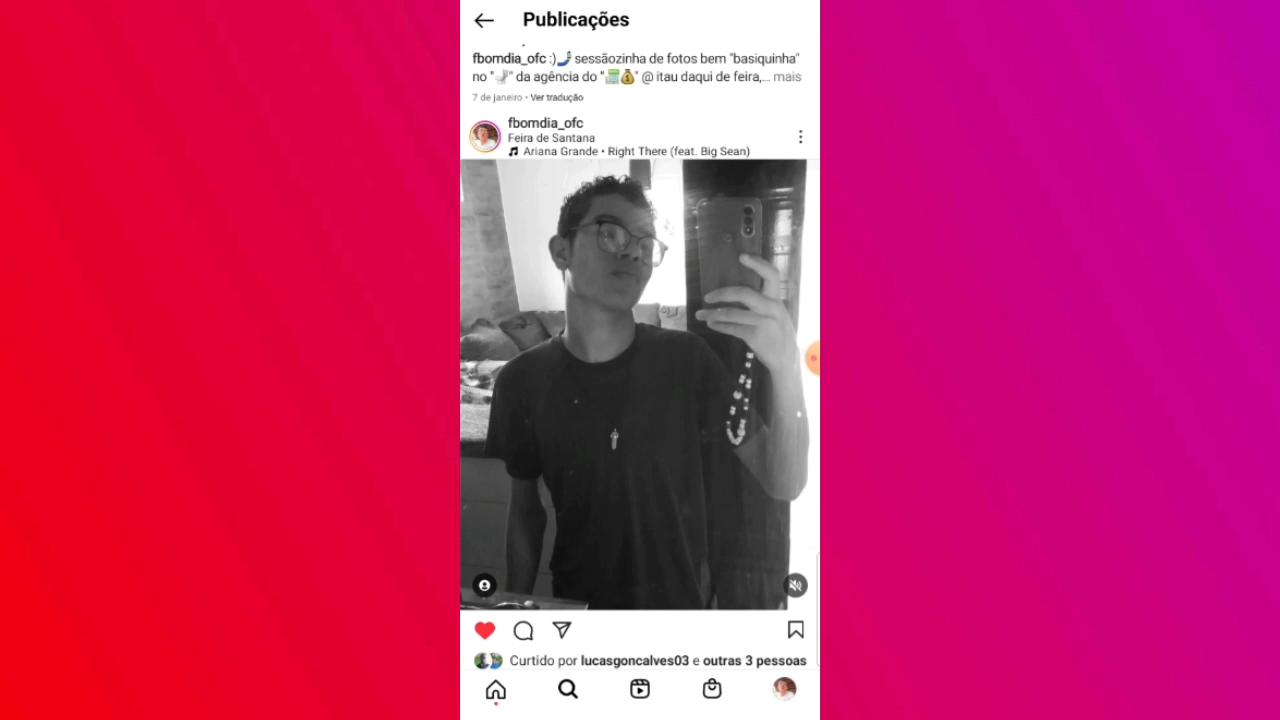 Publicações
fbomdia_ofc :)🤳 sessãozinha de fotos bem "basiquinha"
no "🚽" da agência do "🏧💰" @ itau daqui de feira,... mais
7 de janeiro • Ver tradução
fbomdia_ofc
Feira de Santana
Ariana Grande • Right There (feat. Big Sean)
Curtido por lucasgoncalves03 e outras 3 pessoas